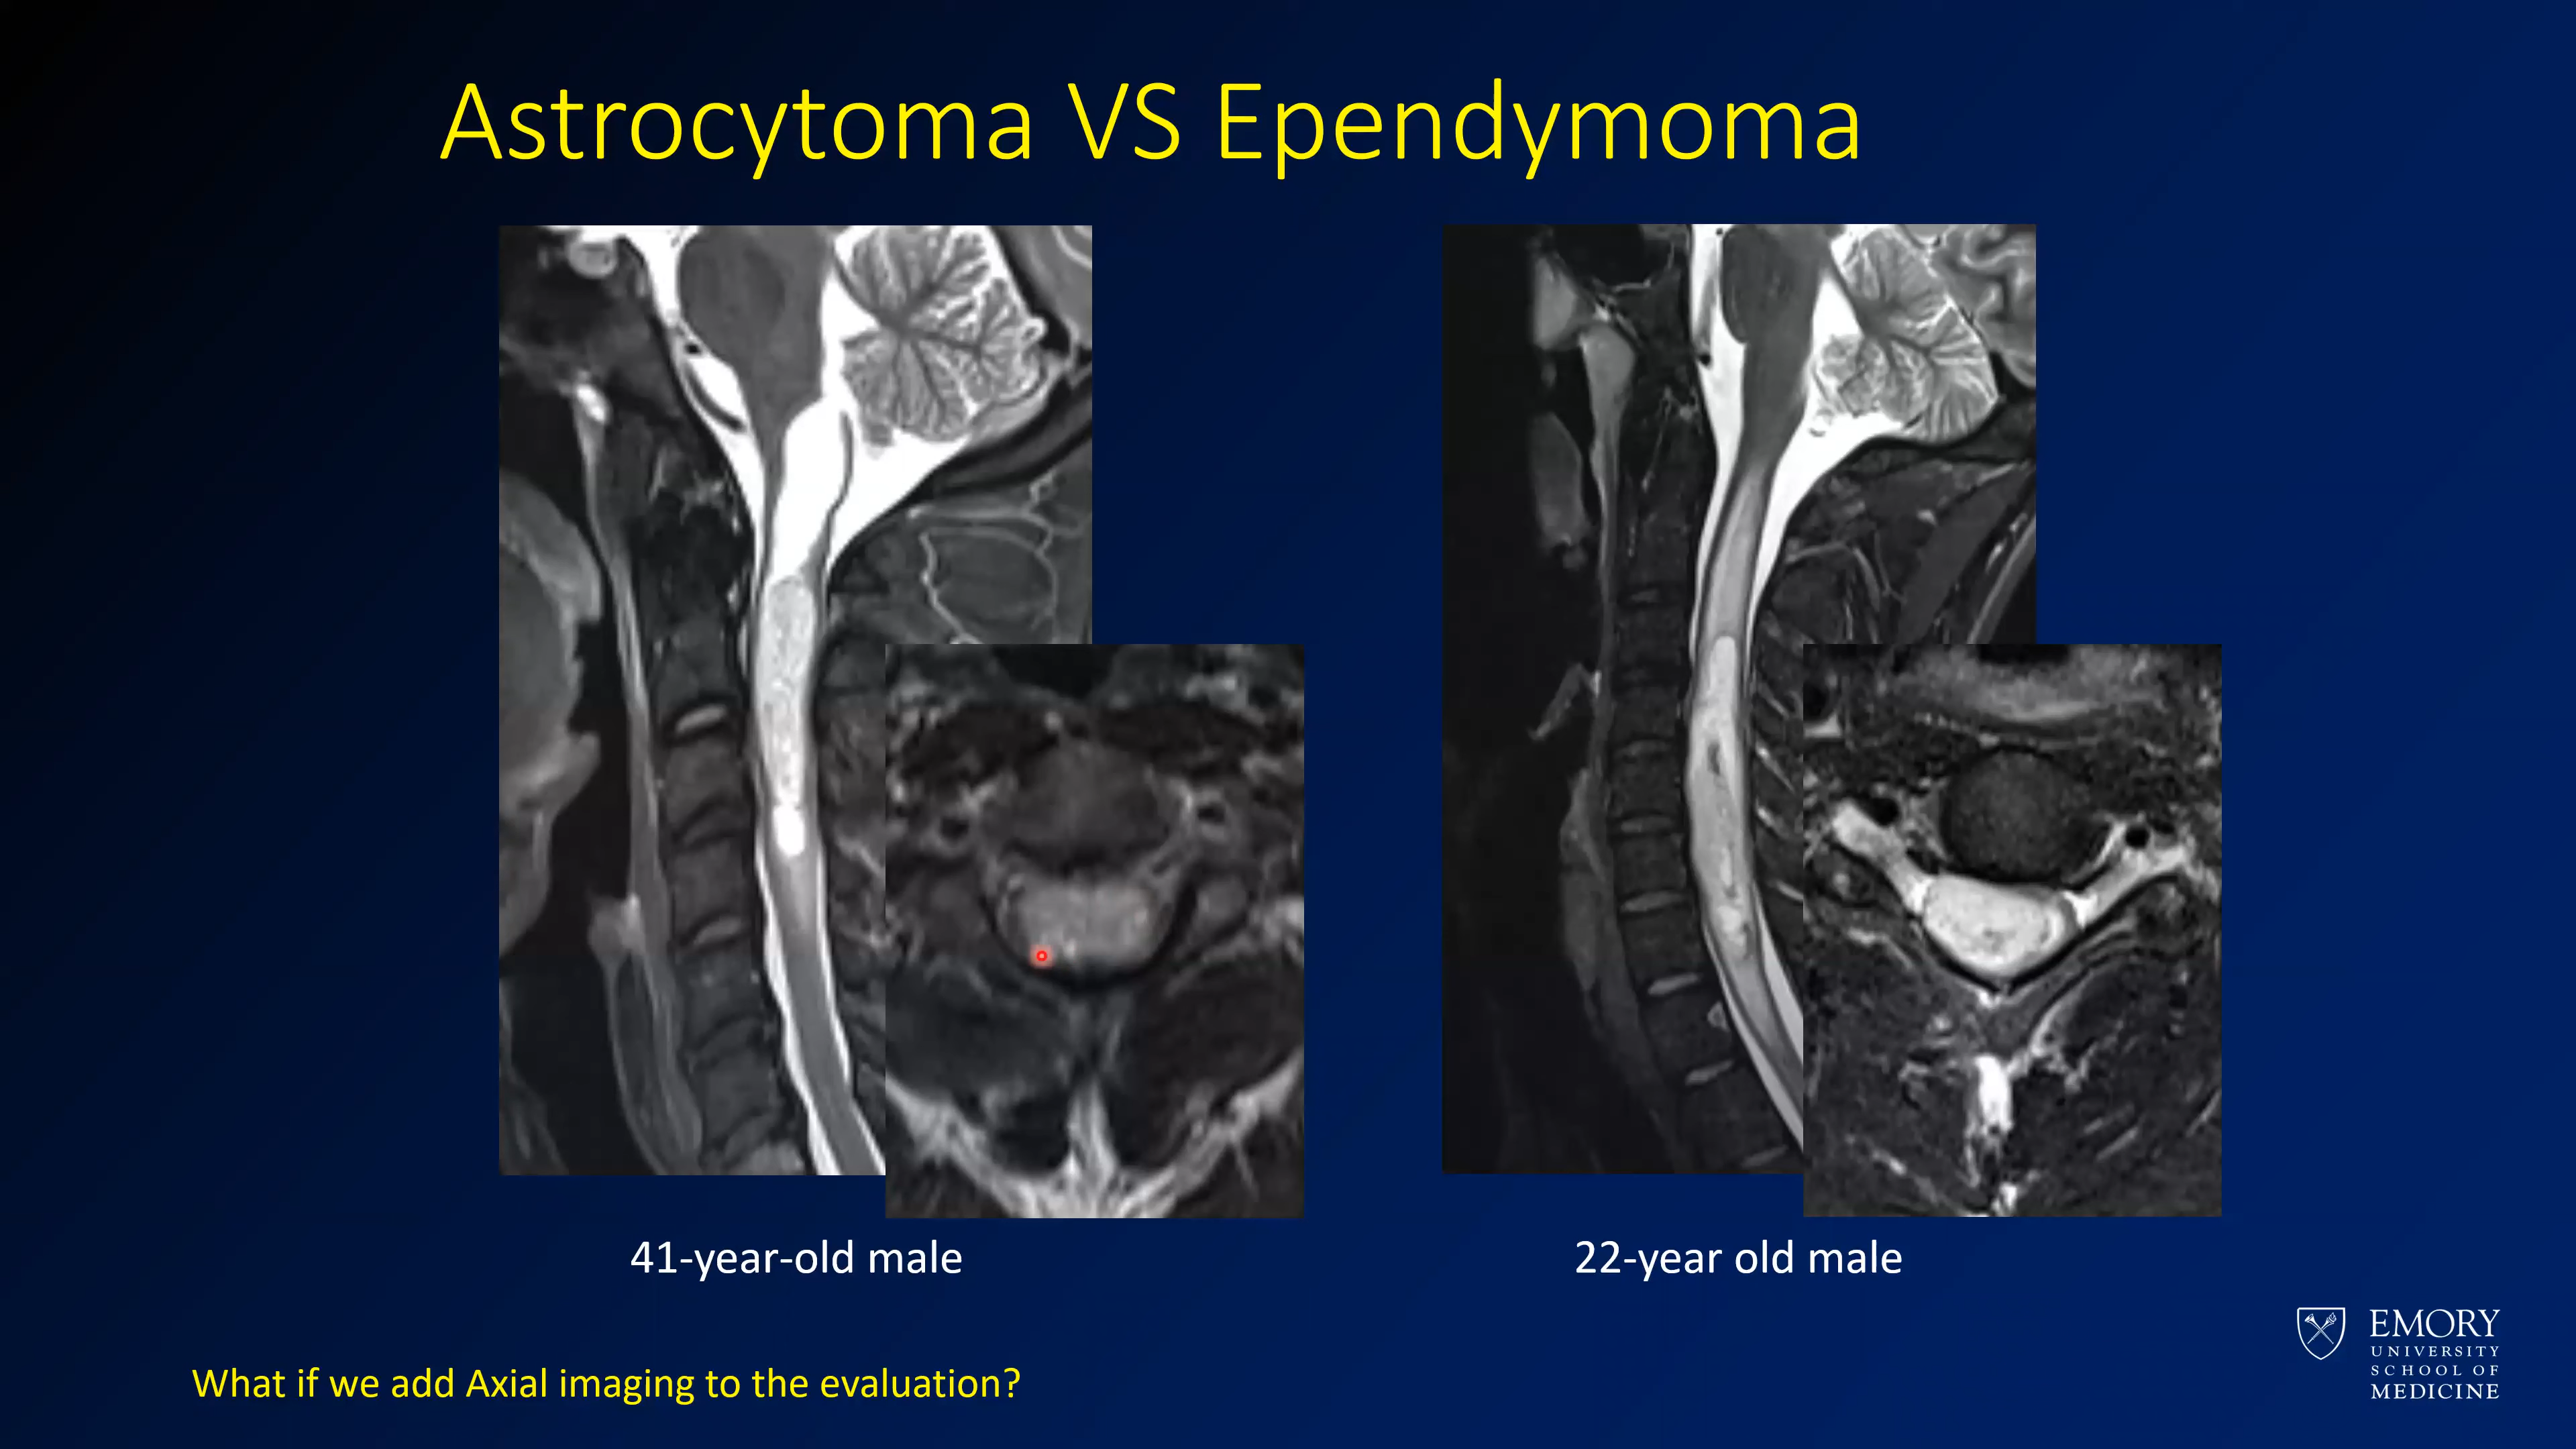 Astrocytoma VS Ependymoma
41-year-old male
22-year old male
What if we add Axial imaging to the evaluation?
EMORY
UNIVERSITY
SCHOOL OF
MEDICINE